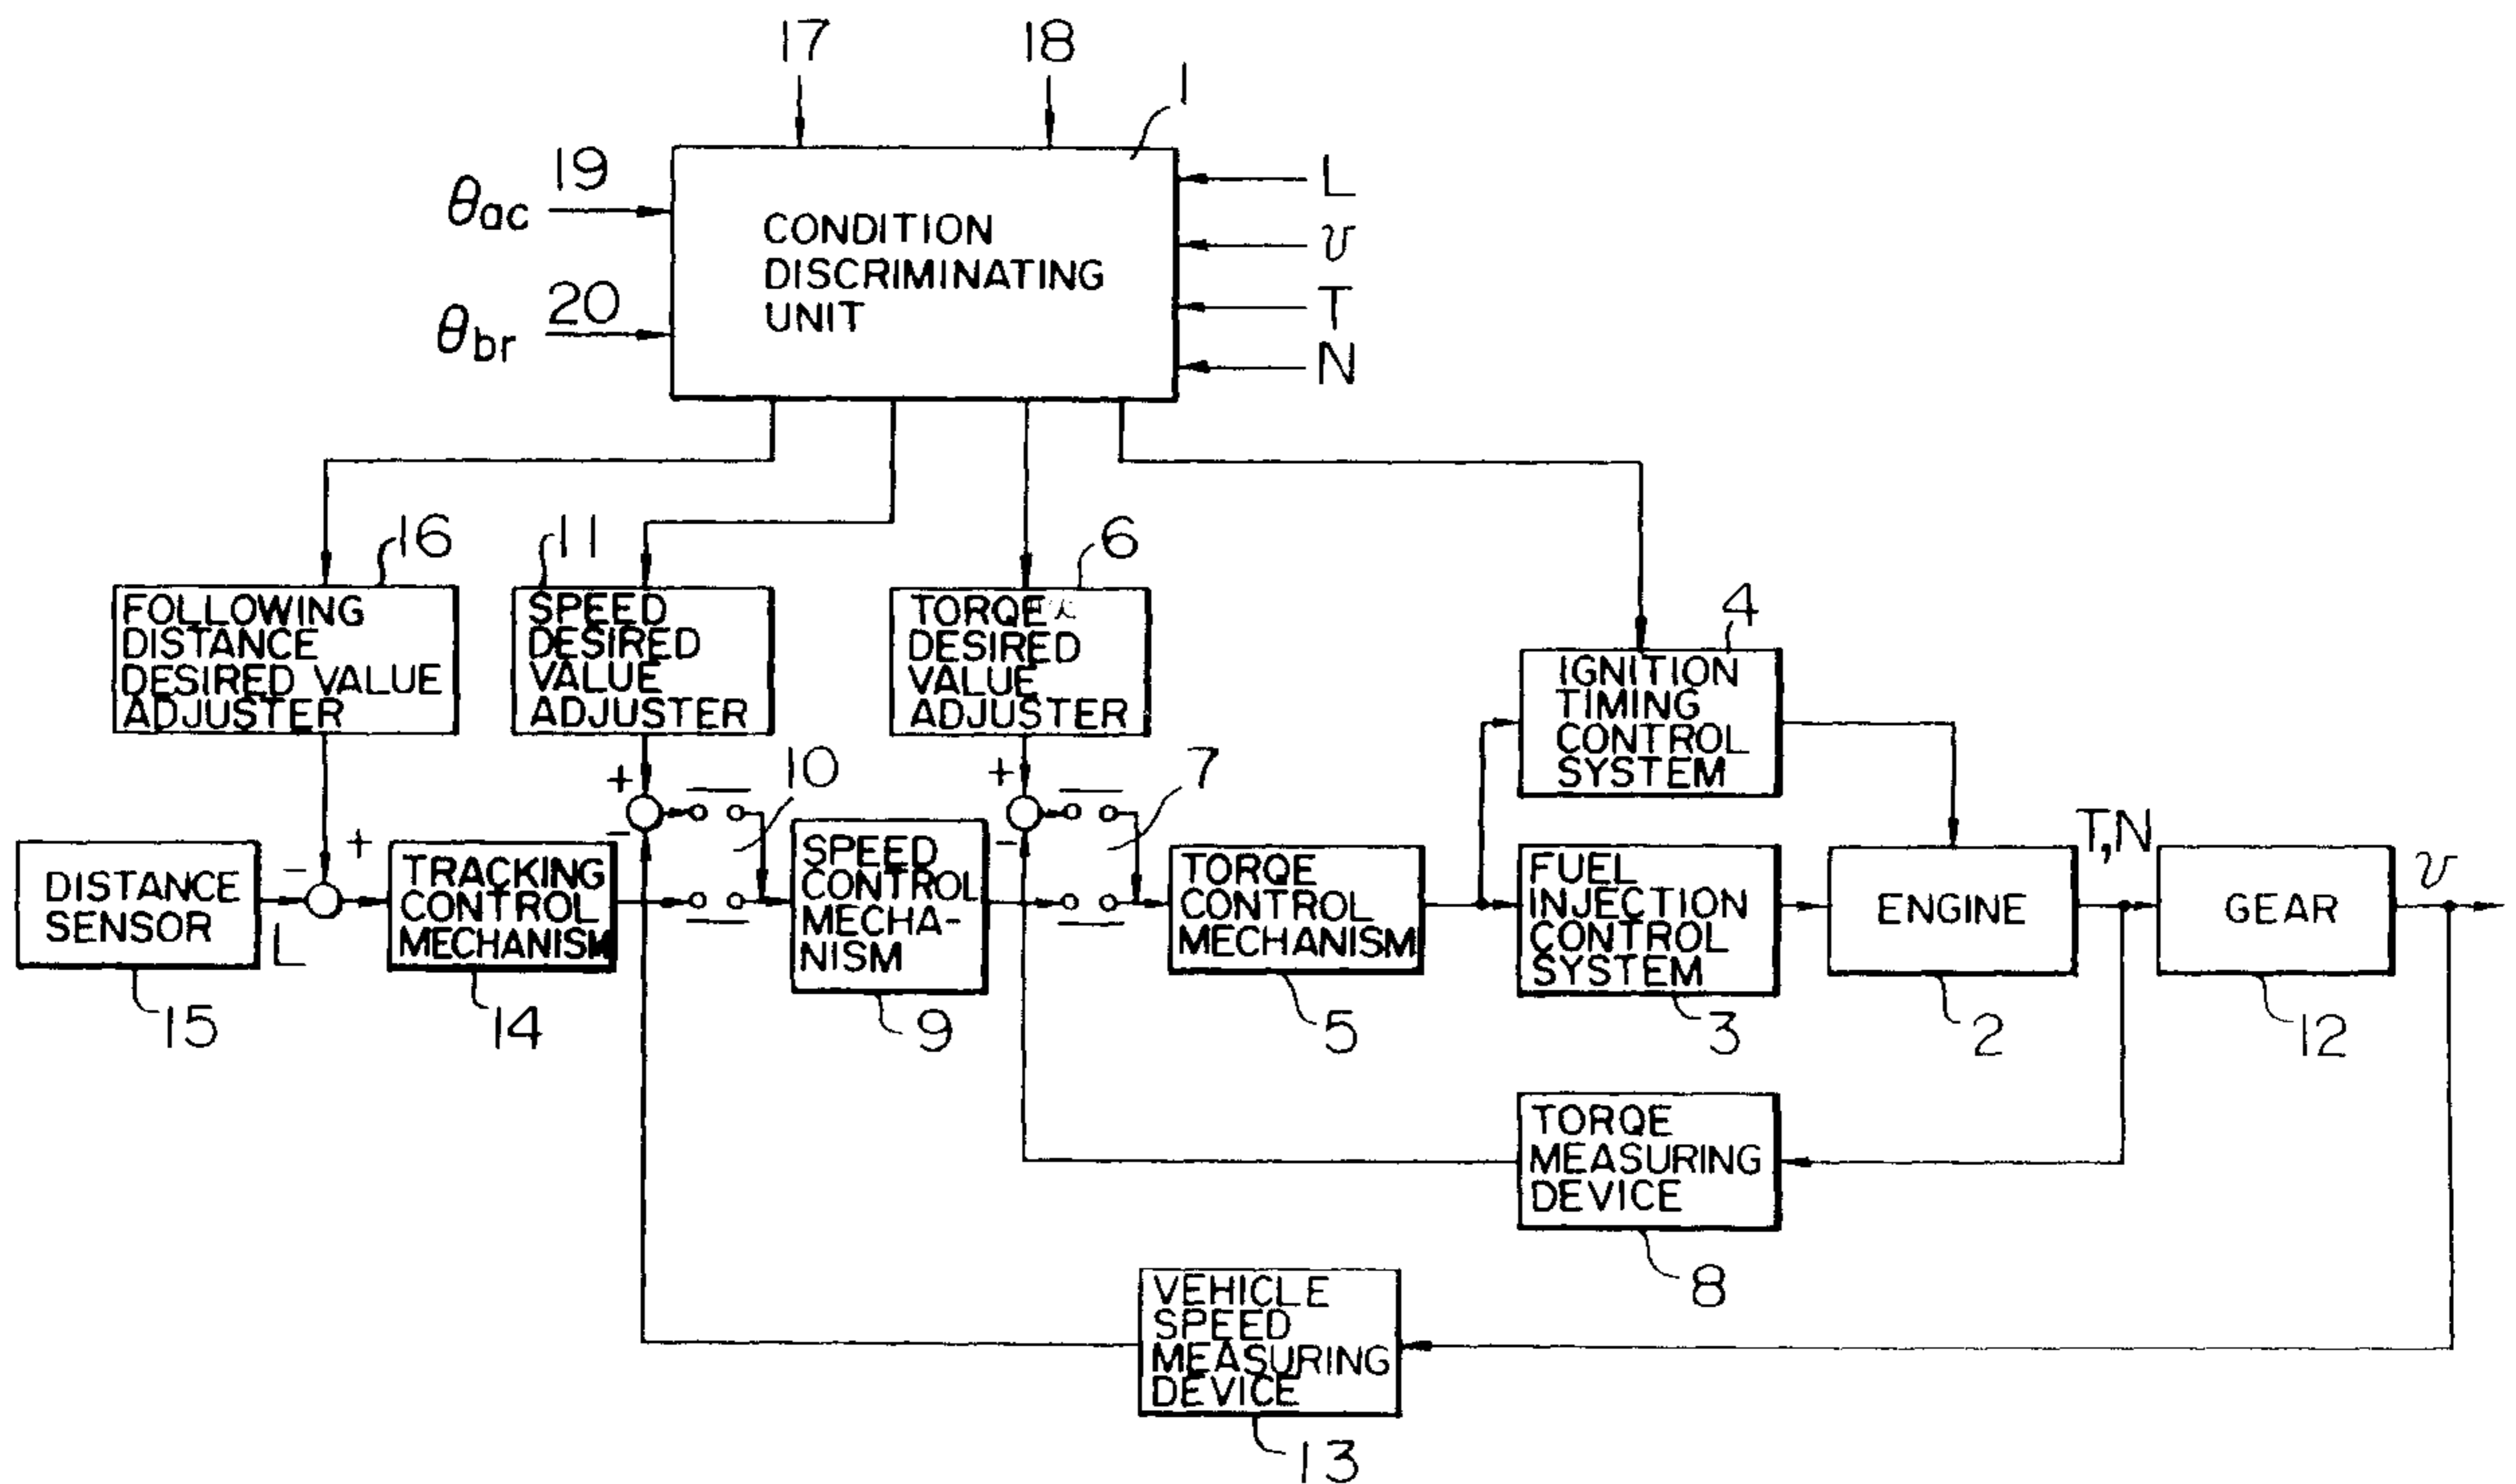 17
18
1
19
θac
20
θbr
CONDITION
DISCRIMINATING
UNIT
L
v
T
N
16
11
6
4
FOLLOWING
DISTANCE
DESIRED VALUE
ADJUSTER
SPEED
DESIRED
VALUE
ADJUSTER
TORQE
DESIRED
VALUE
ADJUSTER
IGNITION
TIMING
CONTROL
SYSTEM
+
10
+
7
-
+
-
-
DISTANCE
SENSOR
L
TRACKING
CONTROL
MECHANISM
SPEED
CONTROL
MECHA-
NISM
TORQE
CONTROL
MECHANISM
FUEL
INJECTION
CONTROL
SYSTEM
ENGINE
T,N
GEAR
v
15
14
9
5
3
2
12
TORQE
MEASURING
DEVICE
8
VEHICLE
SPEED
MEASURING
DEVICE
13